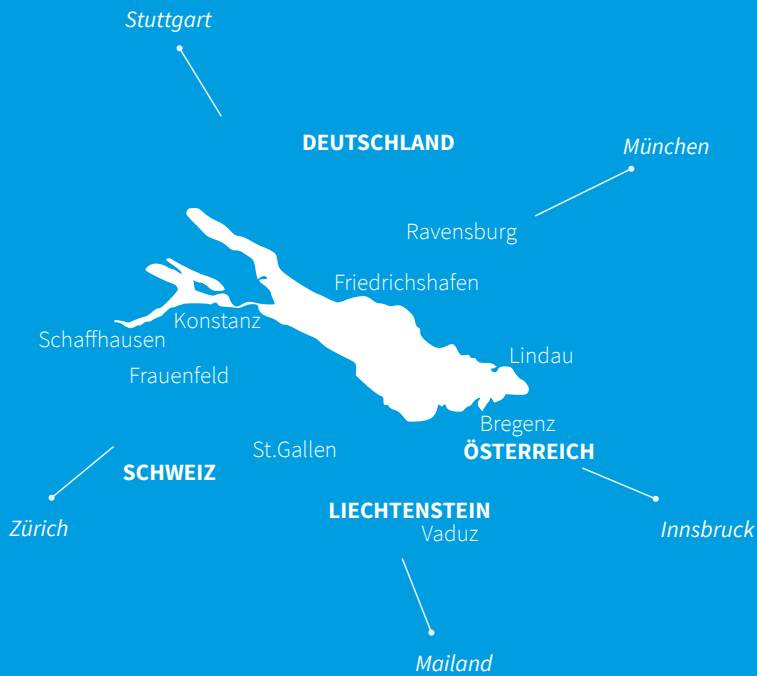 Stuttgart
DEUTSCHLAND
München
Ravensburg
Friedrichshafen
Konstanz
Schaffhausen
Lindau
Frauenfeld
Bregenz
St.Gallen
ÖSTERREICH
SCHWEIZ
LIECHTENSTEIN
Zürich
Vaduz
Innsbruck
Mailand